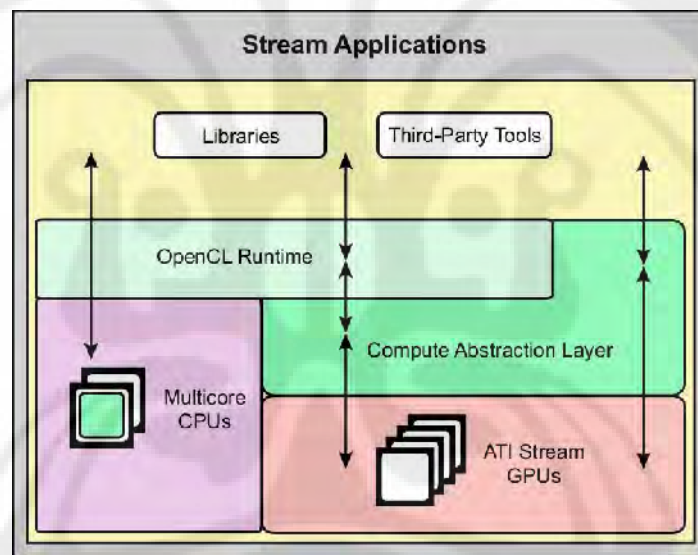 Stream Applications
Libraries
Third-Party Tools
OpenCL Runtime
Compute Abstraction Layer
Multicore
CPUs
ATI Stream
GPUs